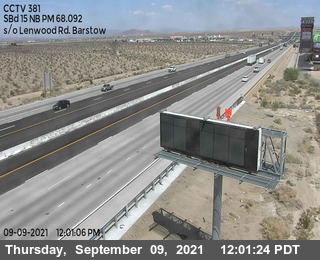 CCTV 381
SBd 15 NB PM 68.092
s/o Lenwood Rd. Barstow
09-09-2021 12:01:06 PM
Thursday, September 09, 2021 12:01:24 PDT